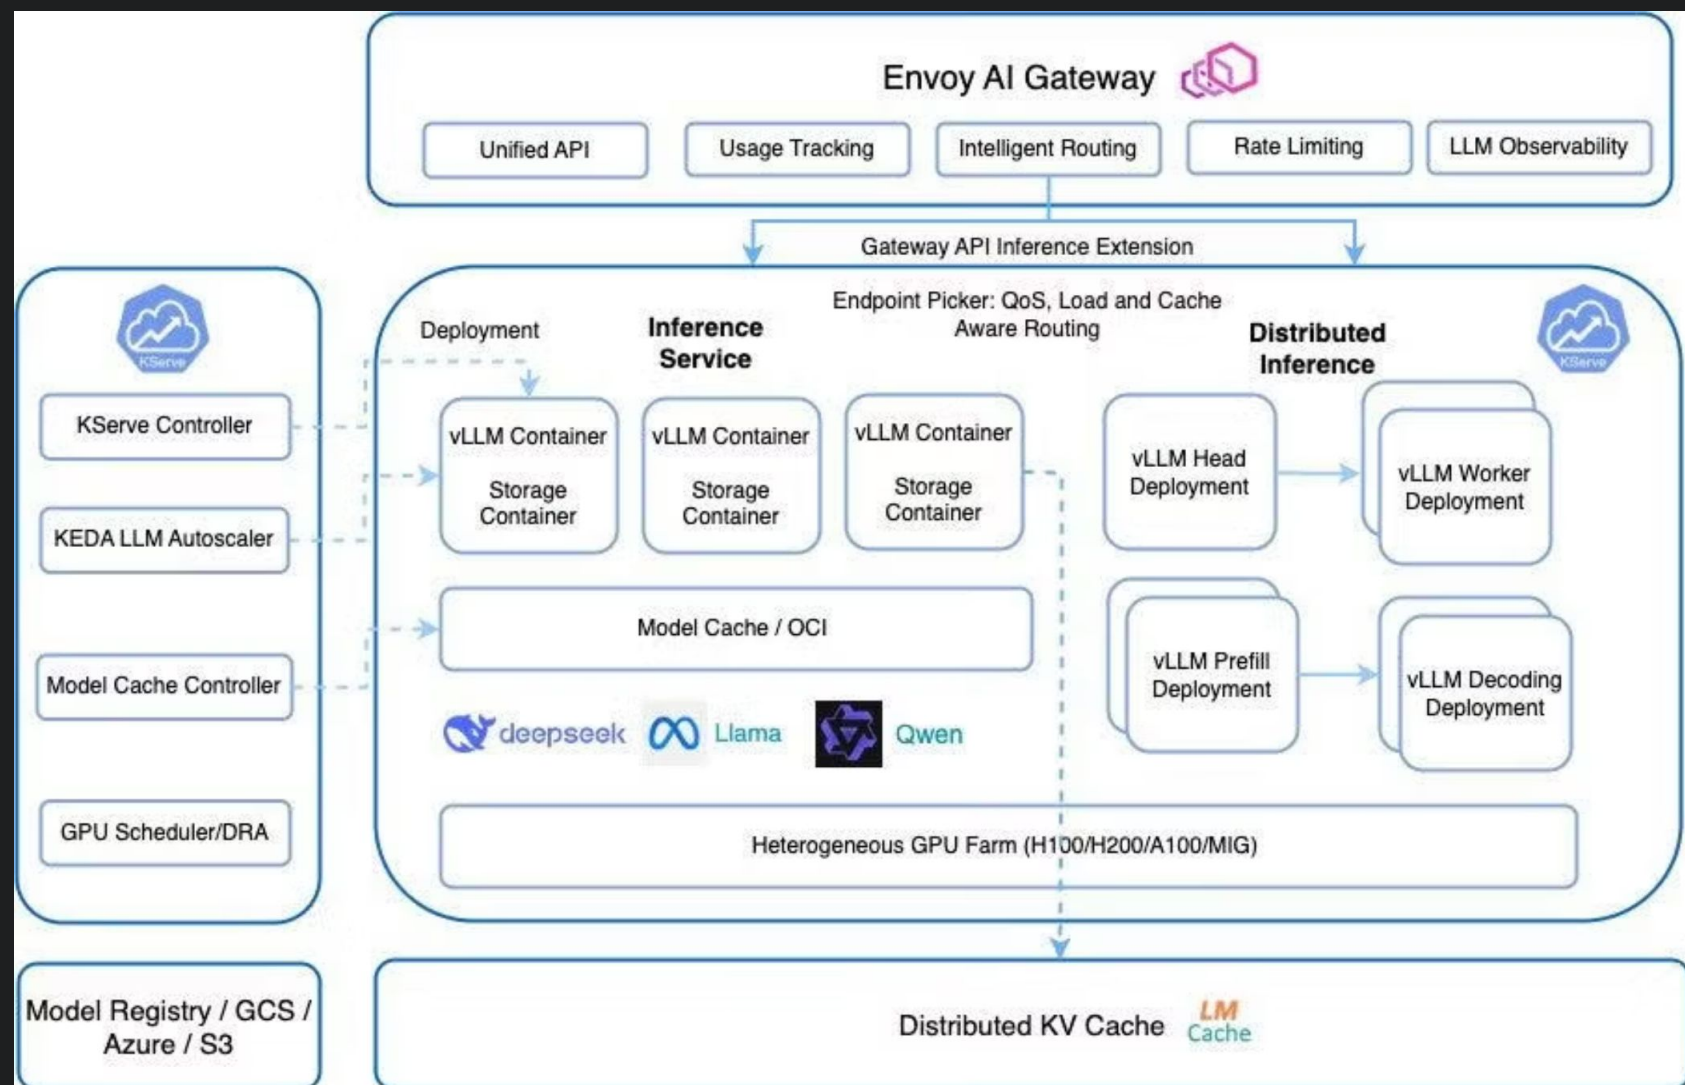 Envoy AI Gateway
Unified API
Usage Tracking
Intelligent Routing
Rate Limiting
LLM Observability
Gateway API Inference Extension
KServe
KServe Controller
KEDA LLM Autoscaler
Model Cache Controller
GPU Scheduler/DRA
Deployment
Inference
Service
Endpoint Picker: QoS, Load and Cache
Aware Routing
Distributed
Inference
KServe
vLLM Container
Storage
Container
vLLM Container
Storage
Container
vLLM Container
Storage
Container
vLLM Head
Deployment
vLLM Worker
Deployment
Model Cache / OCI
vLLM Prefill
Deployment
vLLM Decoding
Deployment
deepseek
Llama
Qwen
Heterogeneous GPU Farm (H100/H200/A100/MIG)
Model Registry / GCS /
Azure / S3
Distributed KV Cache
LM
Cache